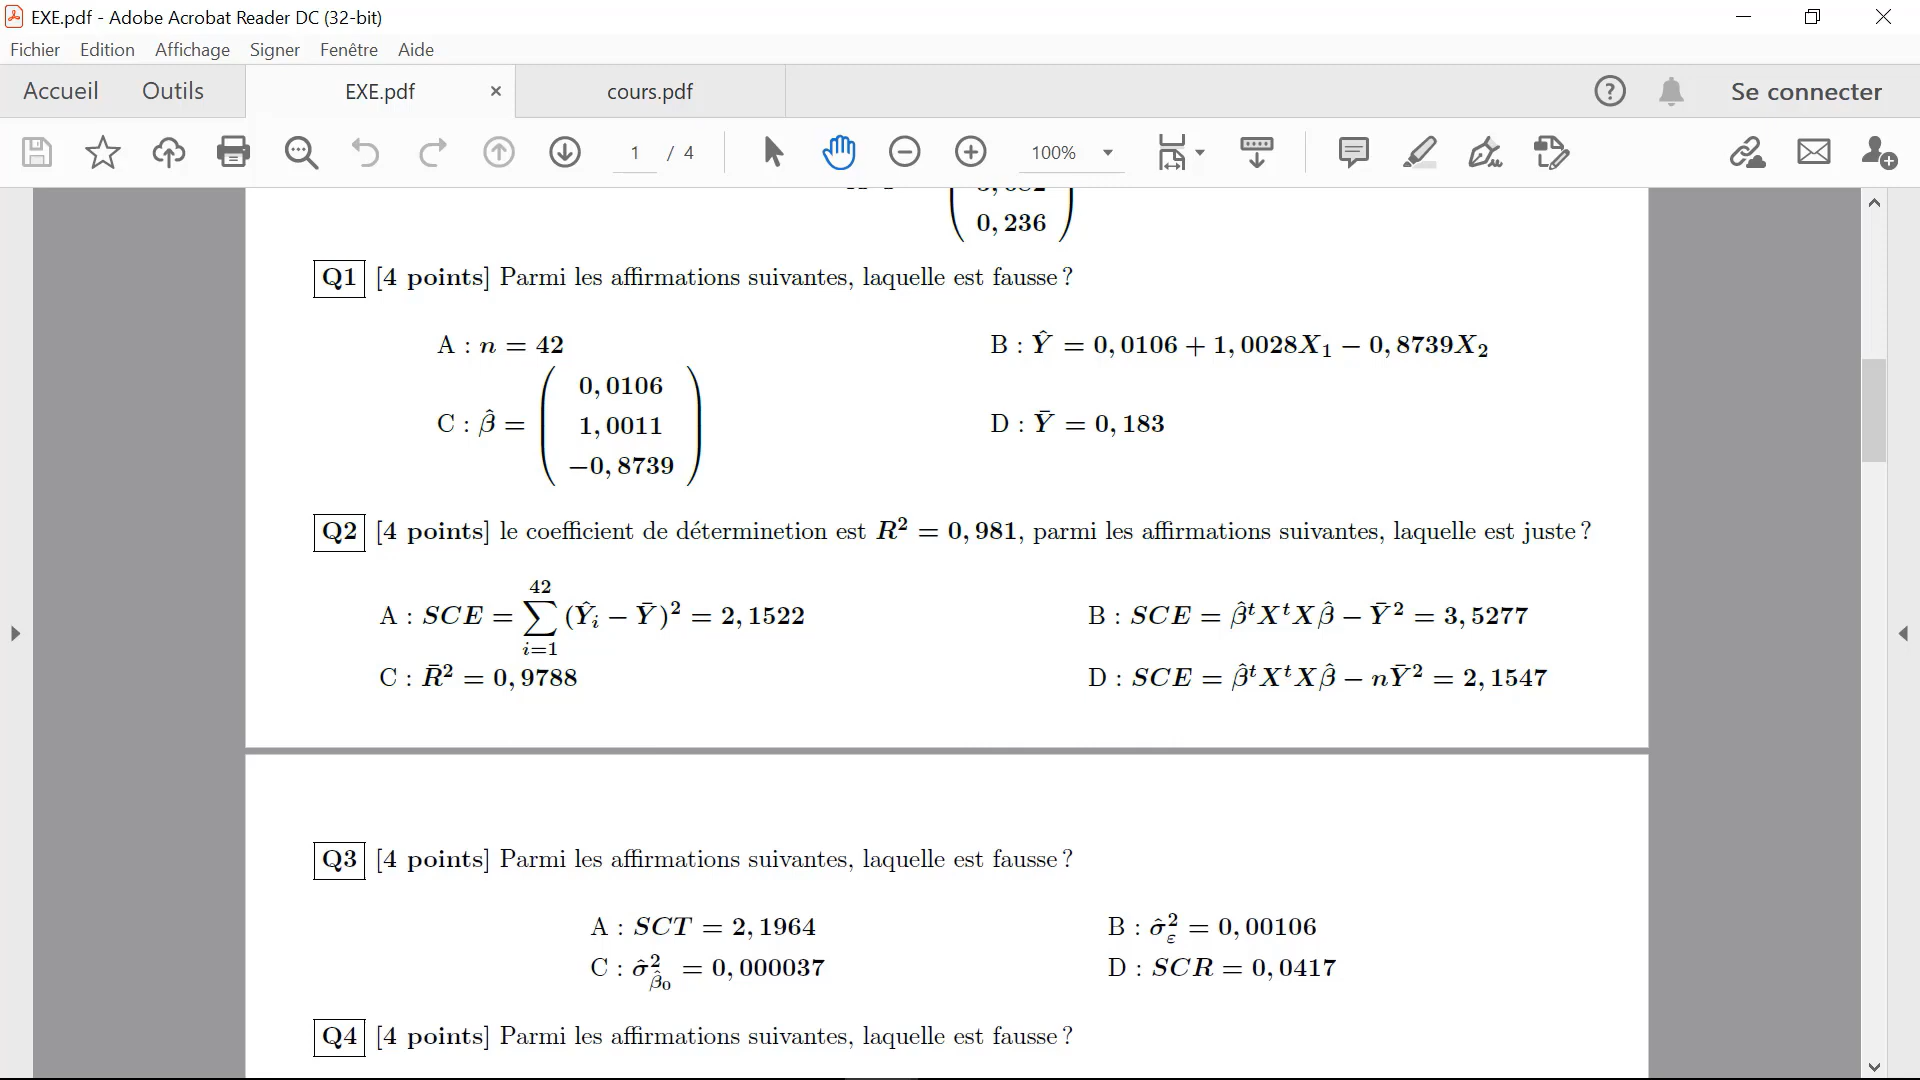 EXE.pdf - Adobe Acrobat Reader DC (32-bit)
Fichier Edition Affichage Signer Fenêtre Aide
Accueil Outils EXE.pdf × cours.pdf ? Se connecter
1 / 4 100%
0, 236
Q1 [4 points] Parmi les affirmations suivantes, laquelle est fausse ?
A : n = 42 B : Ŷ = 0, 0106 + 1, 0028X₁ − 0, 8739X₂
0, 0106
C : β̂ = 1, 0011 D : Ȳ = 0, 183
−0, 8739
Q2 [4 points] le coefficient de déterminetion est R² = 0, 981, parmi les affirmations suivantes, laquelle est juste ?
A : SCE = ∑ᵢ₌₁⁴² (Ŷᵢ − Ȳ)² = 2, 1522 B : SCE = β̂ᵗXᵗXβ̂ − Ȳ² = 3, 5277
C : R̄² = 0, 9788 D : SCE = β̂ᵗXᵗXβ̂ − nȲ² = 2, 1547
Q3 [4 points] Parmi les affirmations suivantes, laquelle est fausse ?
A : SCT = 2, 1964 B : σ̂²_ε = 0, 00106
C : σ̂²_β̂₀ = 0, 000037 D : SCR = 0, 0417
Q4 [4 points] Parmi les affirmations suivantes, laquelle est fausse ?